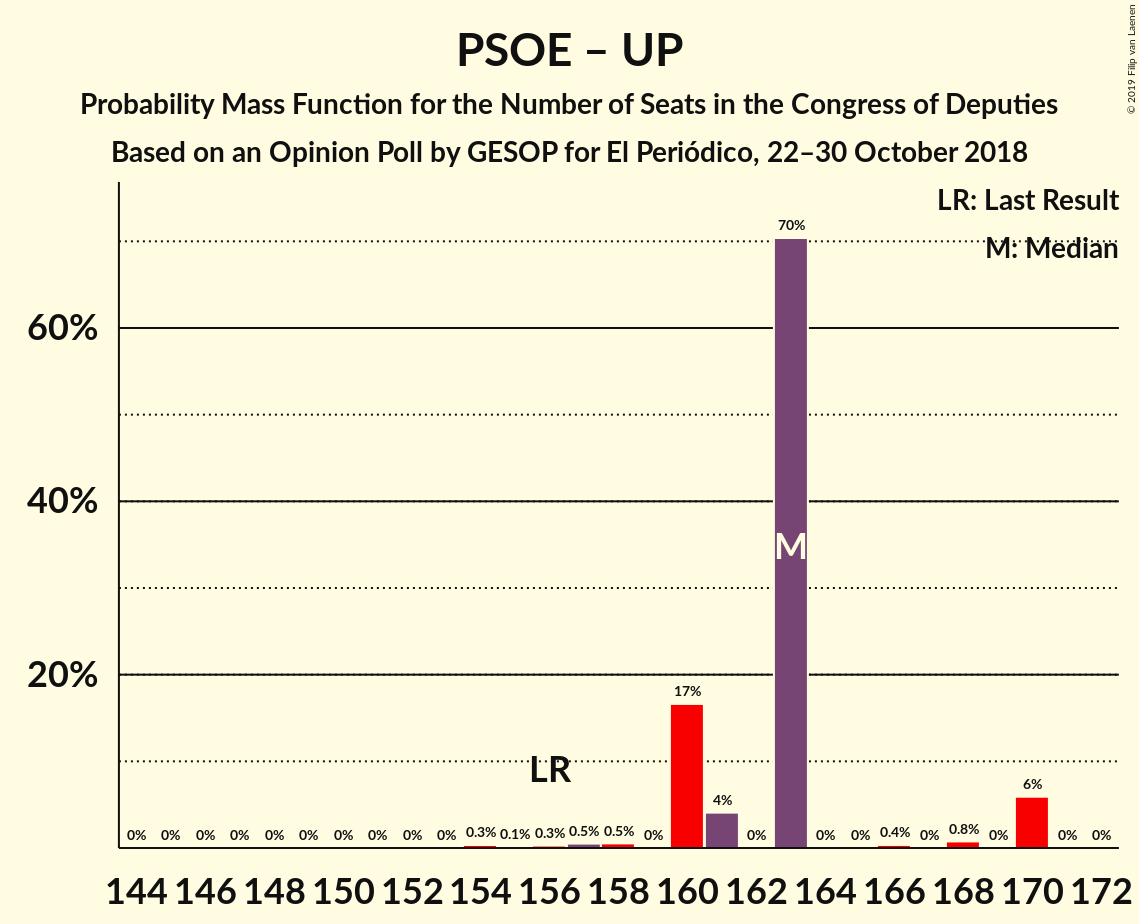 PSOE – UP
Probability Mass Function for the Number of Seats in the Congress of Deputies
Based on an Opinion Poll by GESOP for El Periódico, 22–30 October 2018
© 2019 Filip van Laenen
LR: Last Result
M: Median
60%
40%
20%
0% 0% 0% 0% 0% 0% 0% 0% 0% 0% 0.3% 0.1% 0.3% 0.5% 0.5% 0% 17% 4% 0% 70% 0% 0% 0.4% 0% 0.8% 0% 6% 0% 0%
LR
M
144 146 148 150 152 154 156 158 160 162 164 166 168 170 172